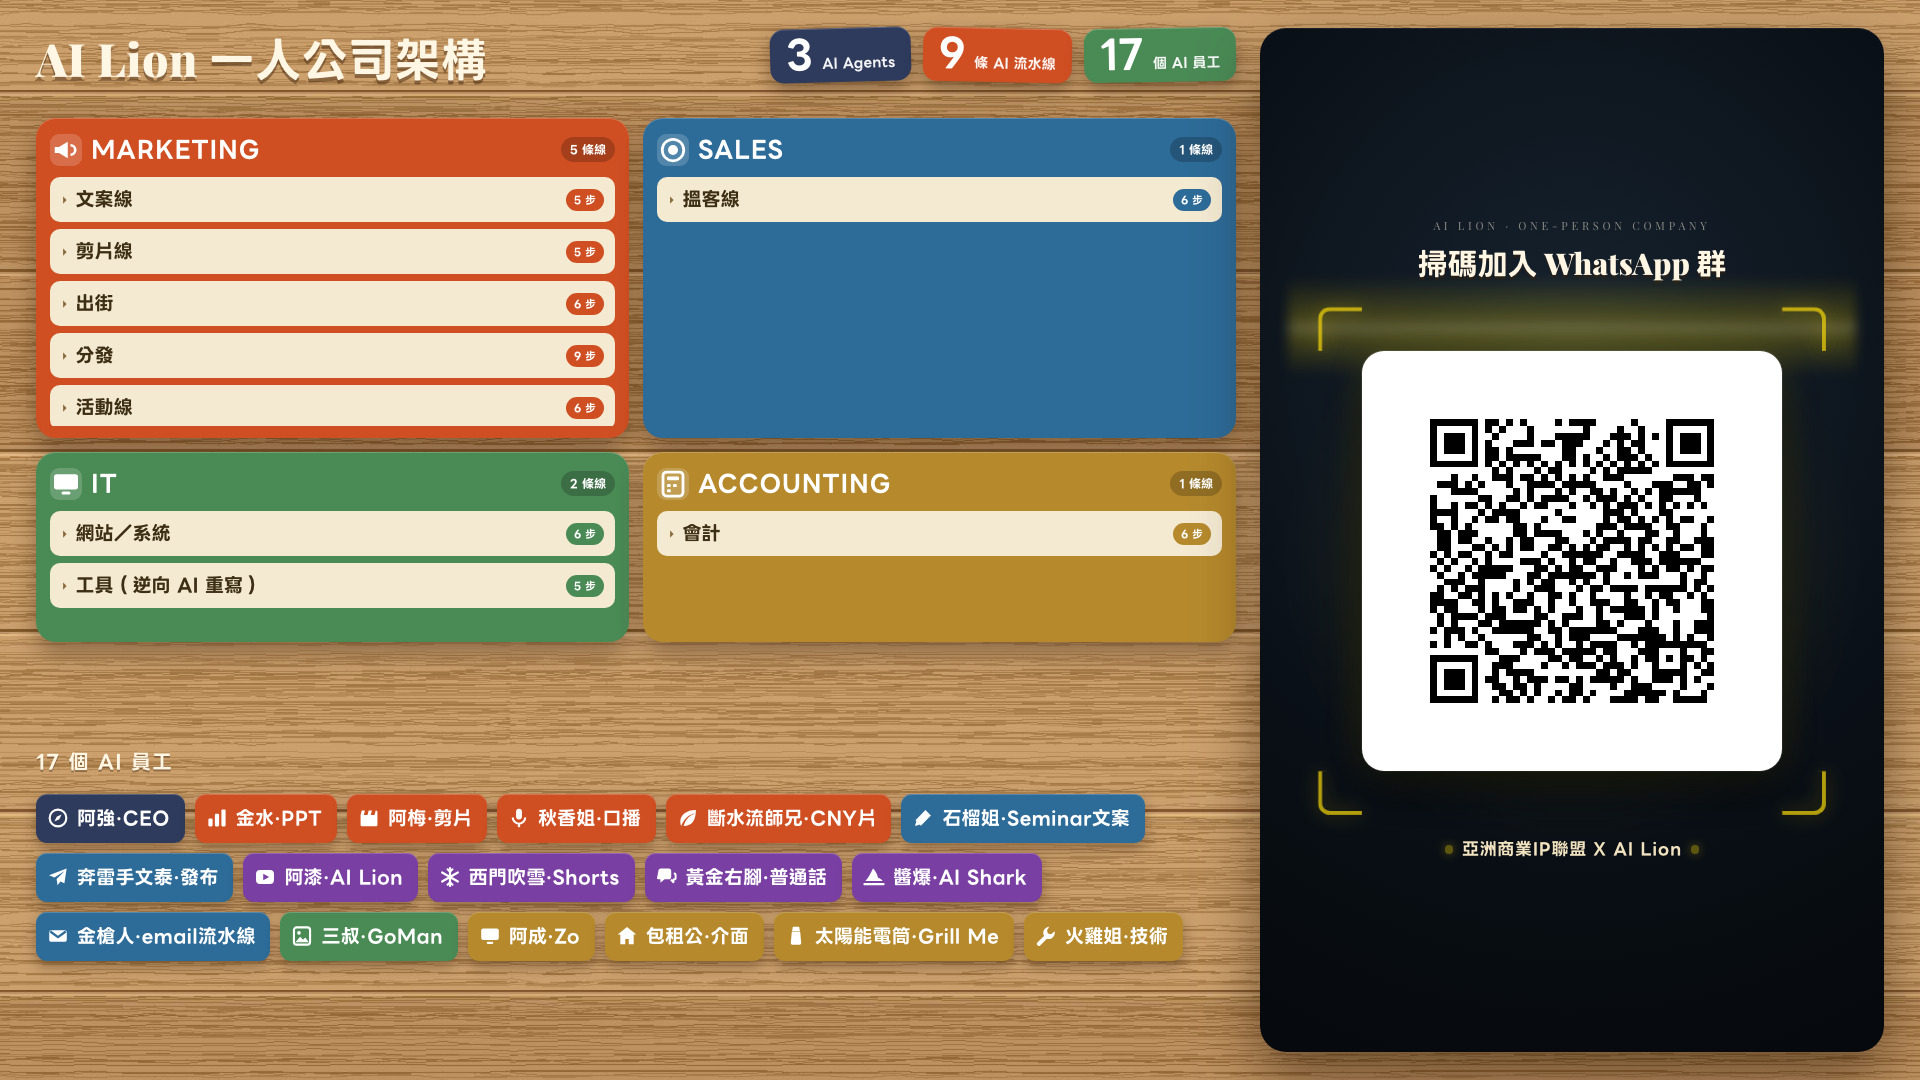 AI Lion 一人公司架構
3 AI Agents
9 條 AI 流水線
17 個 AI 員工
MARKETING
5 條線
文案線
5 步
剪片線
5 步
出街
6 步
分發
9 步
活動線
6 步
SALES
1 條線
搵客線
6 步
IT
2 條線
網站／系統
6 步
工具（逆向 AI 重寫）
5 步
ACCOUNTING
1 條線
會計
6 步
17 個 AI 員工
阿強·CEO
金水·PPT
阿梅·剪片
秋香姐·口播
斷水流師兄·CNY片
石榴姐·Seminar文案
奔雷手文泰·發布
阿漆·AI Lion
西門吹雪·Shorts
黃金右腳·普通話
醬爆·AI Shark
金槍人·email流水線
三叔·GoMan
阿成·Zo
包租公·介面
太陽能電筒·Grill Me
火雞姐·技術
AI LION · ONE-PERSON COMPANY
掃碼加入 WhatsApp 群
亞洲商業IP聯盟 X AI Lion